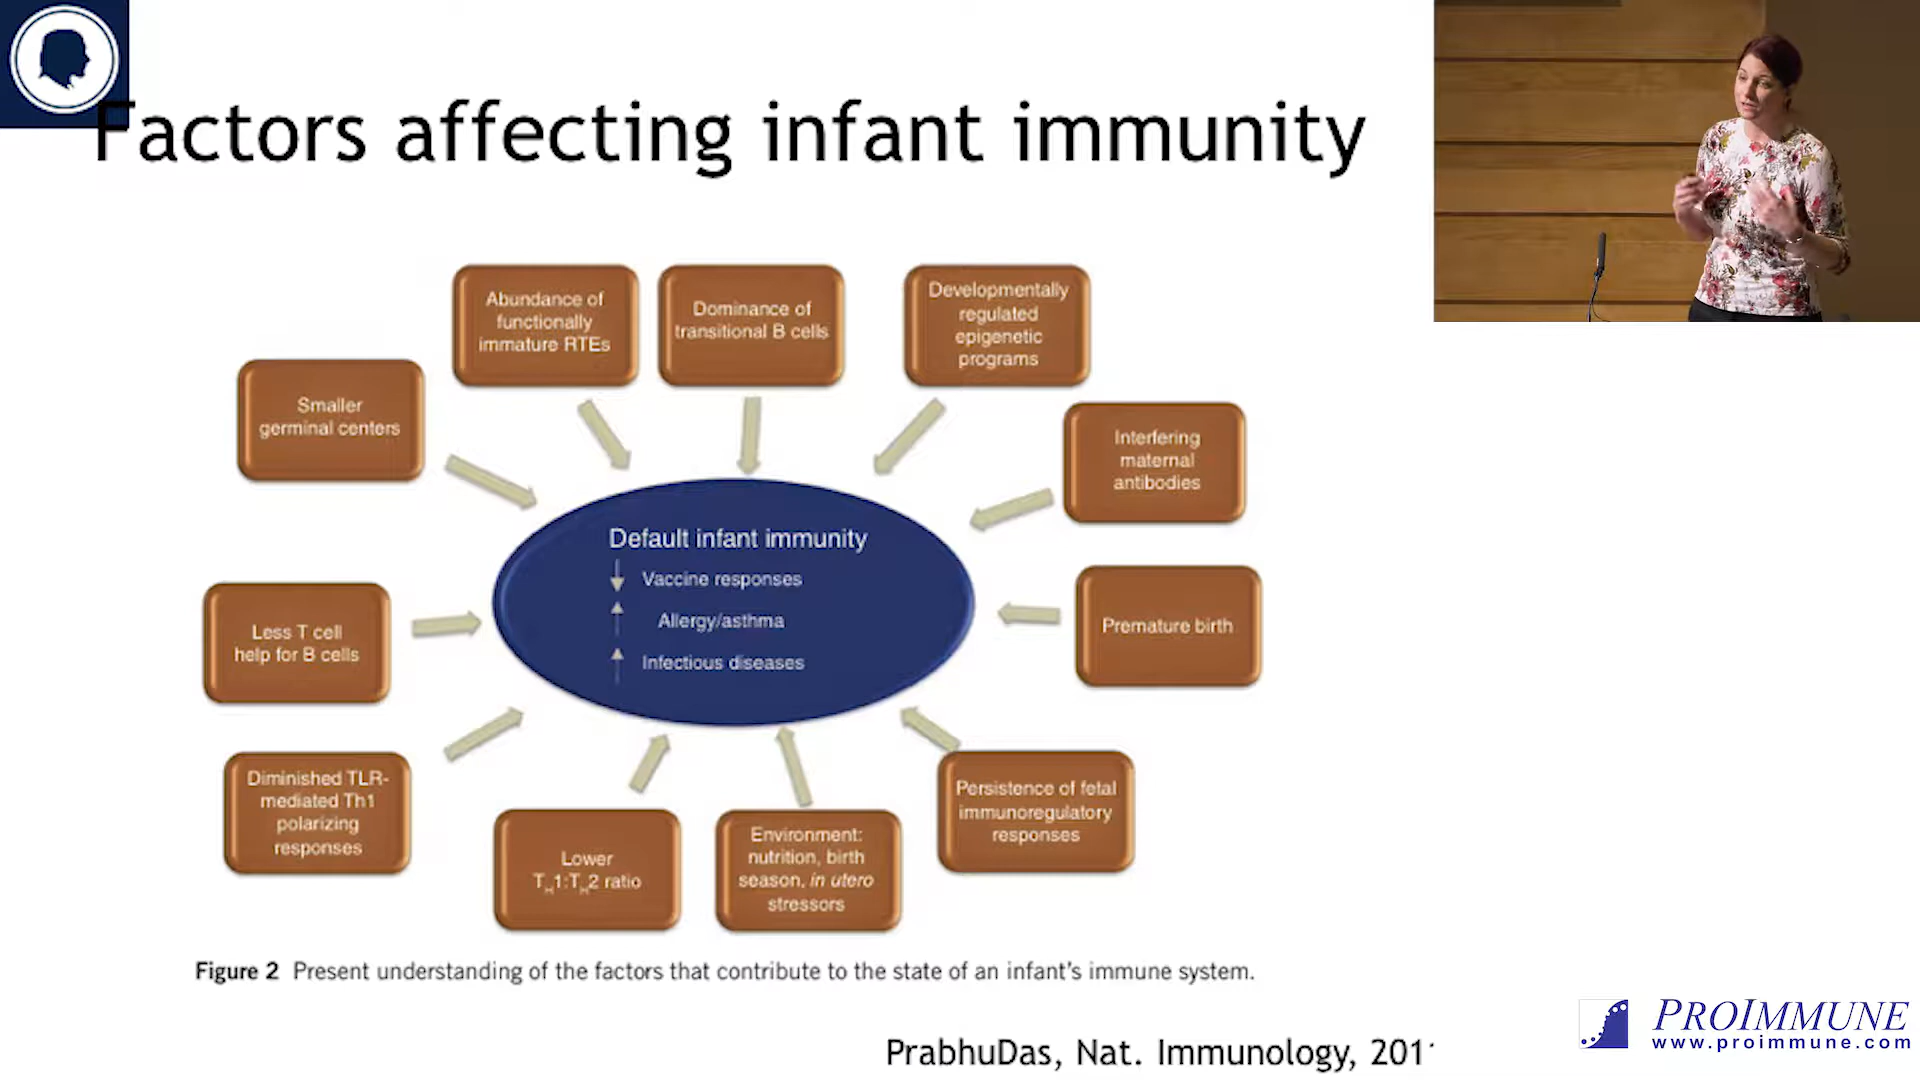 Factors affecting infant immunity
Abundance of
functionally
immature RTEs
Dominance of
transitional B cells
Developmentally
regulated
epigenetic
programs
Smaller
germinal centers
Interfering
maternal
antibodies
Default infant immunity
↓ Vaccine responses
↑ Allergy/asthma
↑ Infectious diseases
Less T cell
help for B cells
Premature birth
Diminished TLR-
mediated Th1
polarizing
responses
Lower
TH1:TH2 ratio
Environment:
nutrition, birth
season, in utero
stressors
Persistence of fetal
immunoregulatory
responses
Figure 2 Present understanding of the factors that contribute to the state of an infant's immune system.
PrabhuDas, Nat. Immunology, 2011
PROIMMUNE
www.proimmune.com